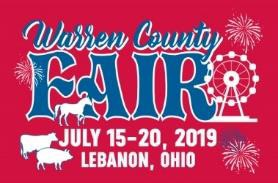 Warren County
FAIR
JULY 15-20, 2019
LEBANON, OHIO